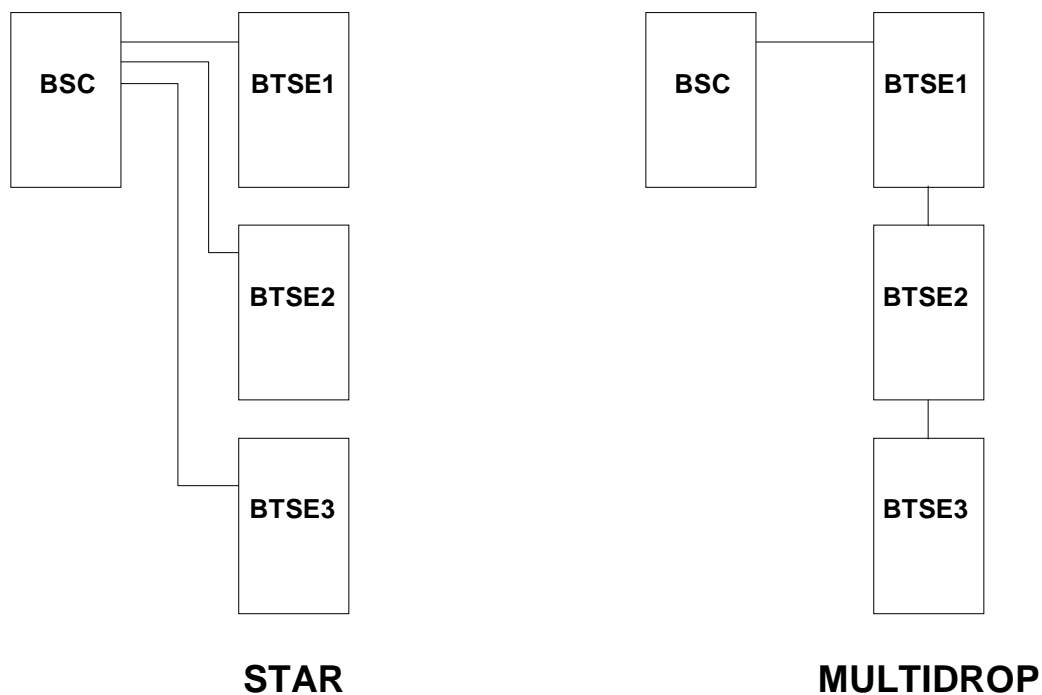 BSC
BTSE1
BTSE2
BTSE3
STAR
BSC
BTSE1
BTSE2
BTSE3
MULTIDROP